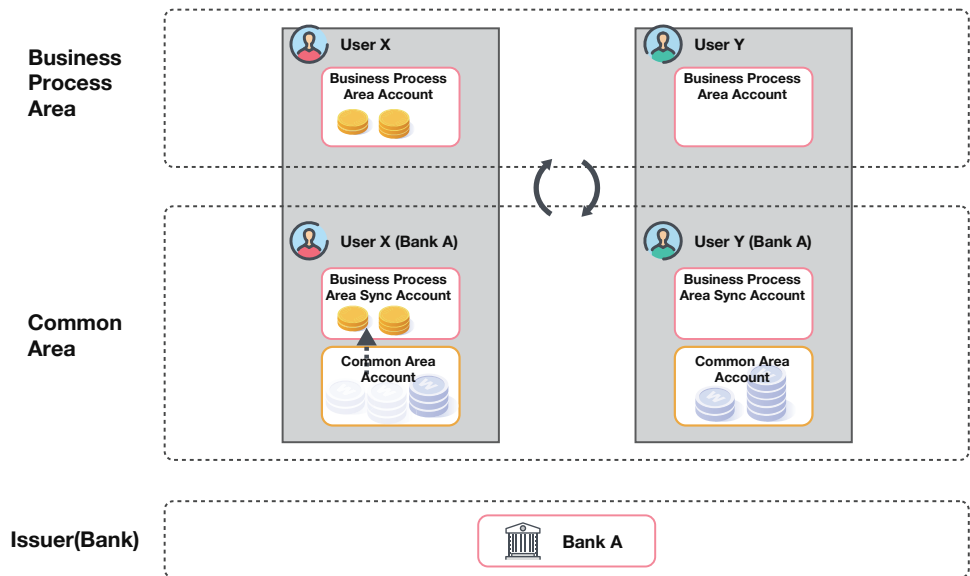 Business
Process
Area
User X
Business Process
Area Account
User Y
Business Process
Area Account
Common
Area
User X (Bank A)
Business Process
Area Sync Account
Common Area
Account
W
W
W
User Y (Bank A)
Business Process
Area Sync Account
Common Area
Account
W
W
Issuer(Bank)
Bank A